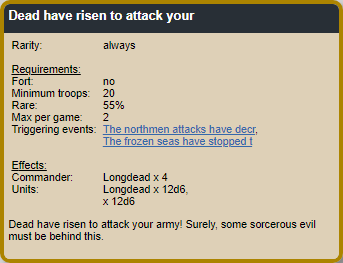 Dead have risen to attack your
Rarity: always
Requirements:
Fort: no
Minimum troops: 20
Rare: 55%
Max per game: 2
Triggering events: The northmen attacks have decr,
The frozen seas have stopped t
Effects:
Commander: Longdead x 4
Units: Longdead x 12d6,
x 12d6
Dead have risen to attack your army! Surely, some sorcerous evil
must be behind this.